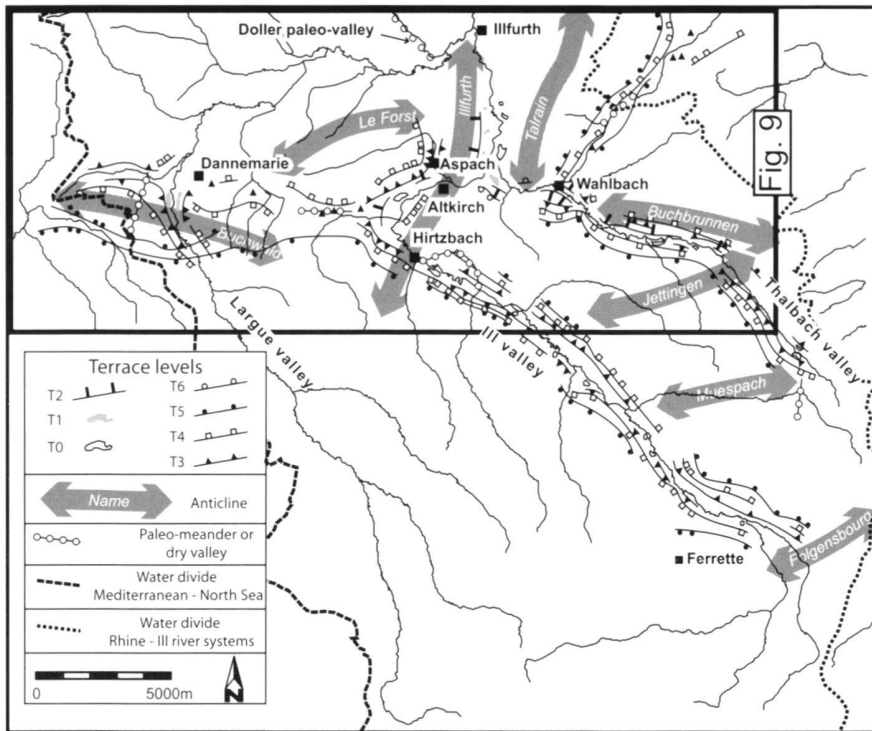 Doller paleo-valley
Illfurth
Illfurth
Talrain
Le Forst
Fig. 9
Dannemarie
Aspach
Altkirch
Wahlbach
Buchbrunnen
Hirtzbach
Jettingen
Largue valley
Ill valley
Thalbach valley
Muespach
Folgensbourg
Ferrette
Terrace levels
T2
T6
T1
T5
T0
T4
T3
Name
Anticline
Paleo-meander or
dry valley
Water divide
Mediterranean - North Sea
Water divide
Rhine - Ill river systems
0
5000m
N